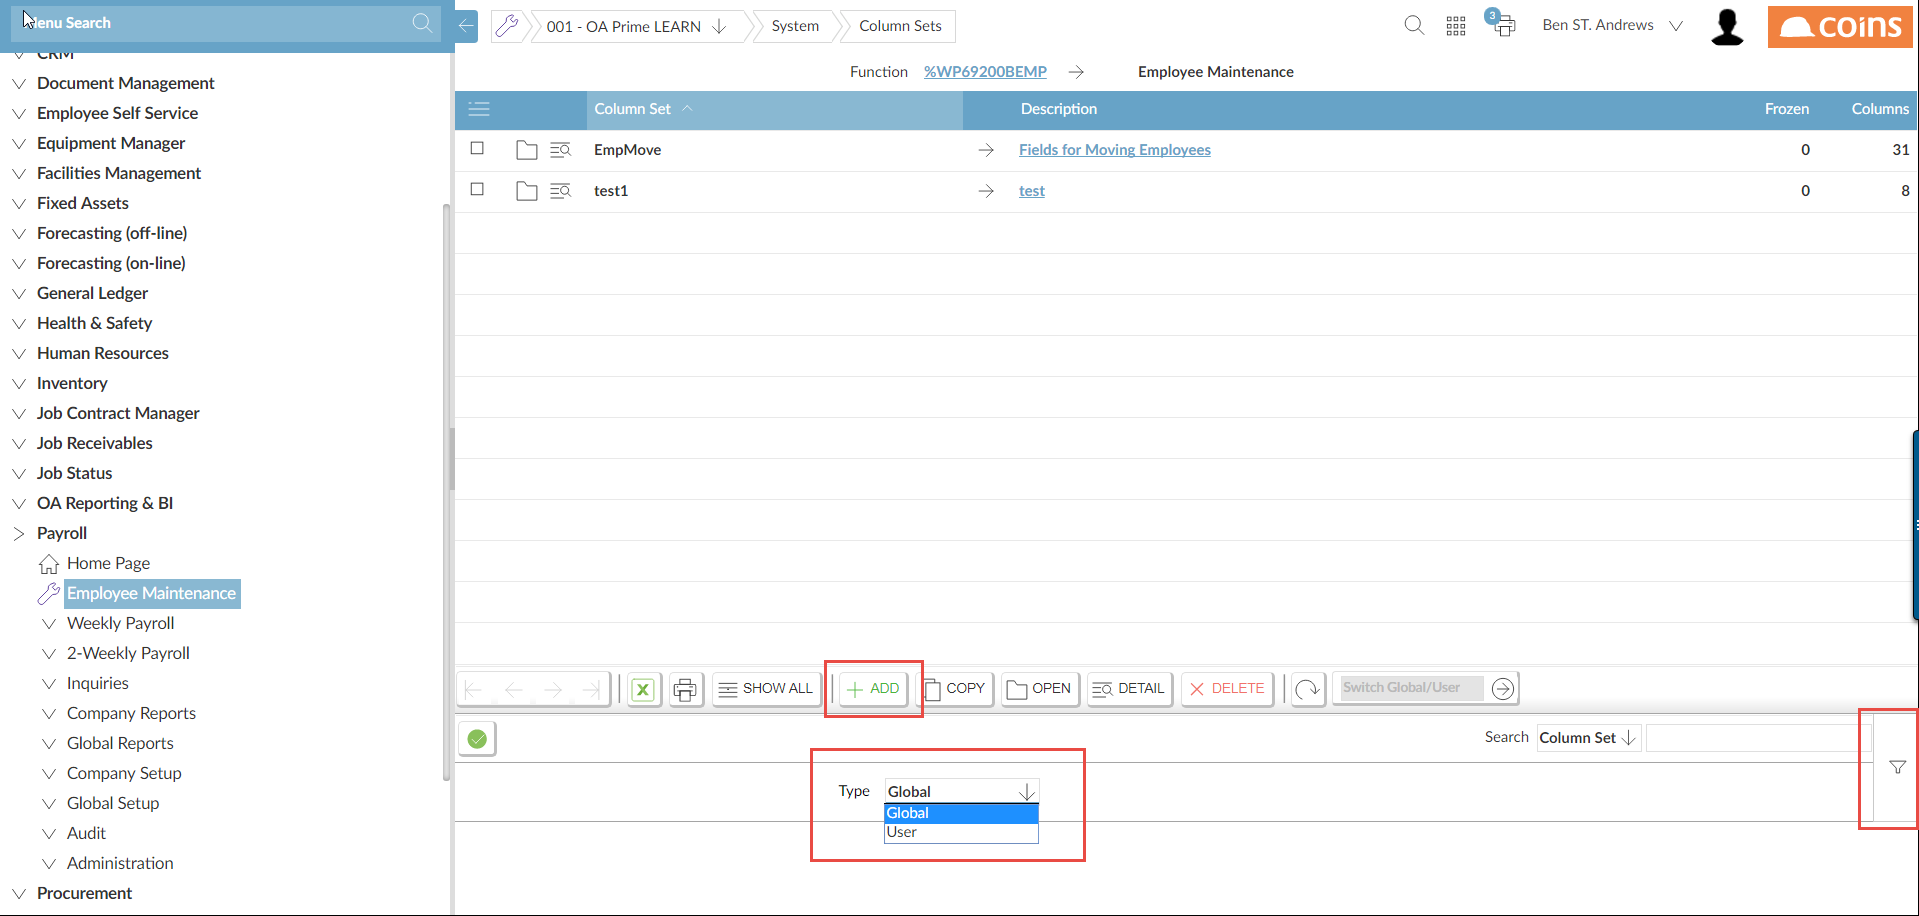 Menu Search
CRM
Document Management
Employee Self Service
Equipment Manager
Facilities Management
Fixed Assets
Forecasting (off-line)
Forecasting (on-line)
General Ledger
Health & Safety
Human Resources
Inventory
Job Contract Manager
Job Receivables
Job Status
OA Reporting & BI
Payroll
Home Page
Employee Maintenance
Weekly Payroll
2-Weekly Payroll
Inquiries
Company Reports
Global Reports
Company Setup
Global Setup
Audit
Administration
Procurement
001 - OA Prime LEARN System Column Sets
3 Ben ST. Andrews coins
Function %WP69200BEMP Employee Maintenance
Column Set Description Frozen Columns
EmpMove Fields for Moving Employees 0 31
test1 test 0 8
SHOW ALL ADD COPY OPEN DETAIL DELETE Switch Global/User
Search Column Set
Type Global
Global
User